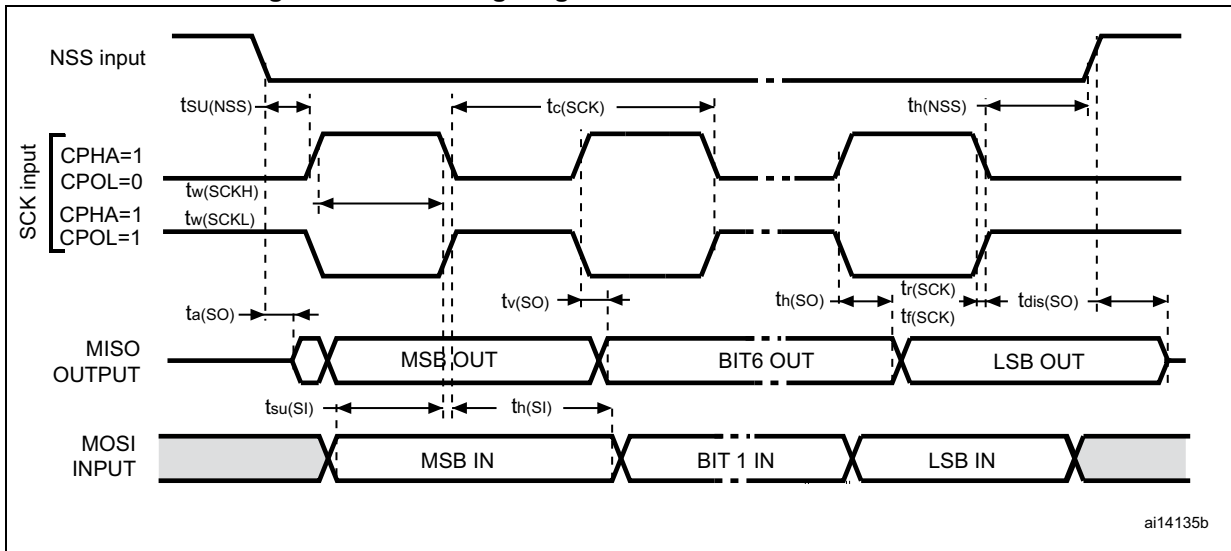 NSS input
tSU(NSS)
tc(SCK)
th(NSS)
SCK input
CPHA=1
CPOL=0
tw(SCKH)
CPHA=1
tw(SCKL)
CPOL=1
tv(SO)
th(SO)
tr(SCK)
tf(SCK)
tdis(SO)
ta(SO)
MISO
OUTPUT
MSB OUT
BIT6 OUT
LSB OUT
tsu(SI)
th(SI)
MOSI
INPUT
MSB IN
BIT 1 IN
LSB IN
ai14135b